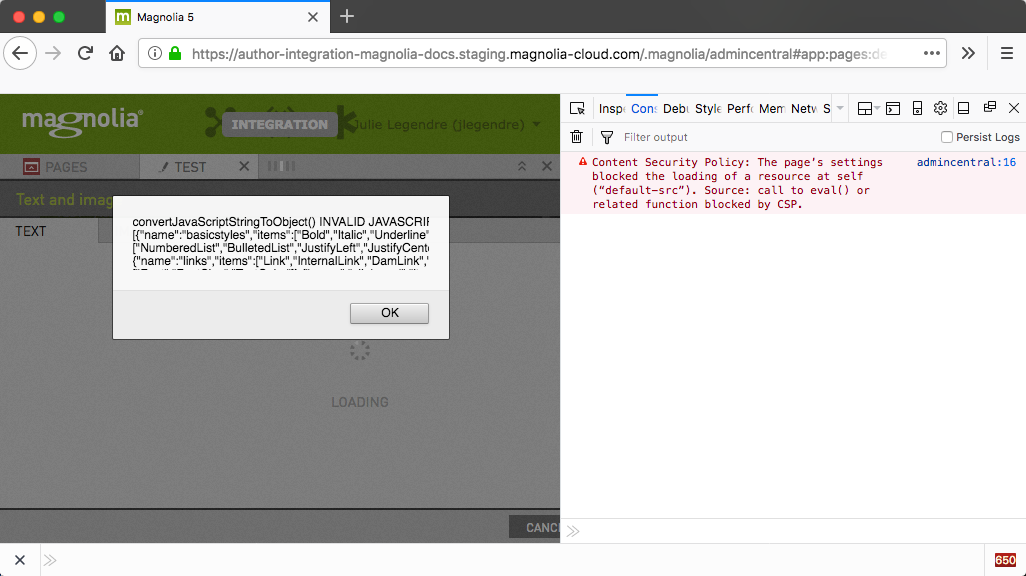 Magnolia 5
https://author-integration-magnolia-docs.staging.magnolia-cloud.com/.magnolia/admincentral#app:pages:de
magnolia®
INTEGRATION
Julie Legendre (jlegendre)
PAGES
TEST
Text and imag
TEXT
convertJavaScriptStringToObject() INVALID JAVASCRIP
[{"name":"basicstyles","items":["Bold","Italic","Underline"
["NumberedList","BulletedList","JustifyLeft","JustifyCente
{"name":"links","items":["Link","InternalLink","DamLink",
OK
LOADING
CANCE
Insp
Cons
Debu
Style
Perfo
Mem
Netw
S
Filter output
Persist Logs
Content Security Policy: The page’s settings
admincentral:16
blocked the loading of a resource at self
(“default-src”). Source: call to eval() or
related function blocked by CSP.
650